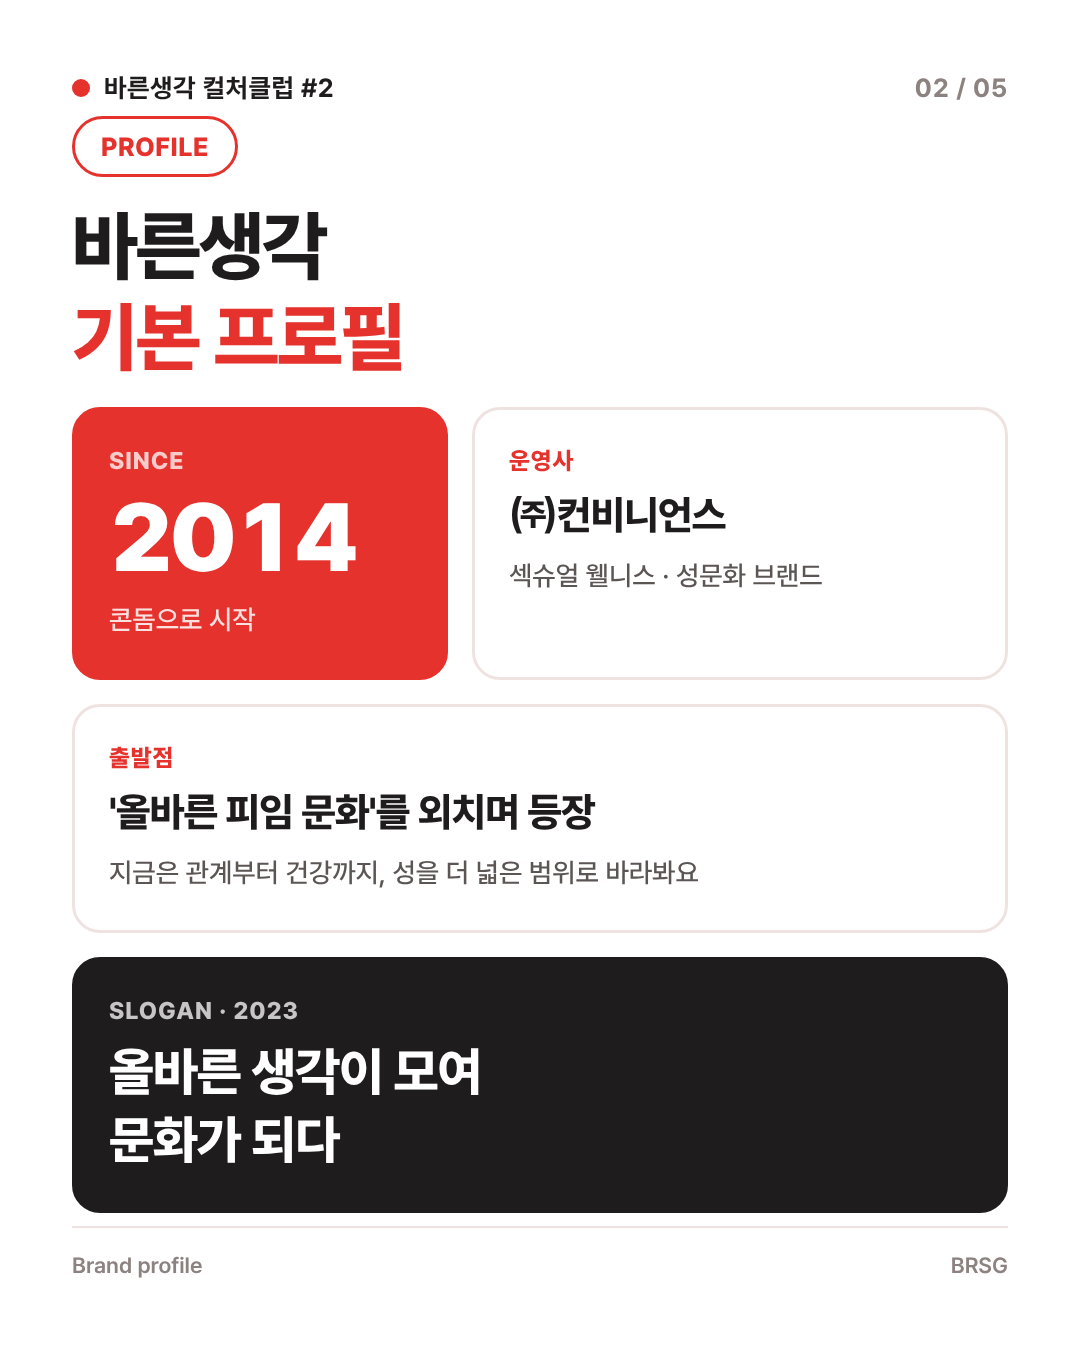 바른생각 컬처클럽 #2
02 / 05
PROFILE
바른생각
기본 프로필
SINCE
2014
콘돔으로 시작
운영사
㈜컨비니언스
섹슈얼 웰니스 · 성문화 브랜드
출발점
'올바른 피임 문화'를 외치며 등장
지금은 관계부터 건강까지, 성을 더 넓은 범위로 바라봐요
SLOGAN · 2023
올바른 생각이 모여
문화가 되다
Brand profile
BRSG